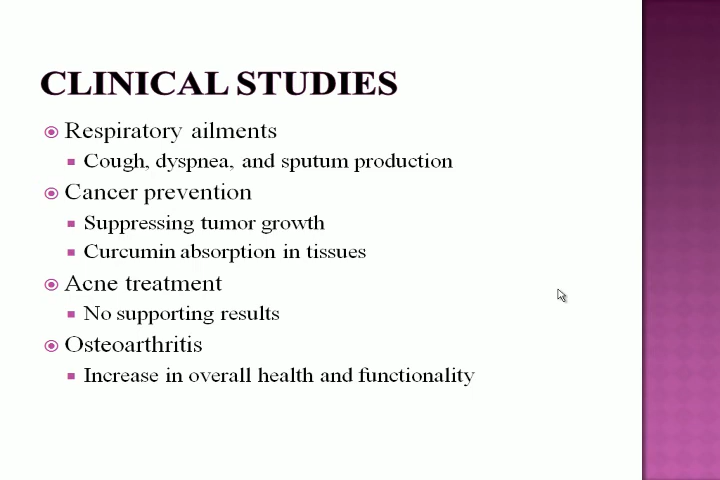 CLINICAL STUDIES
Respiratory ailments
Cough, dyspnea, and sputum production
Cancer prevention
Suppressing tumor growth
Curcumin absorption in tissues
Acne treatment
No supporting results
Osteoarthritis
Increase in overall health and functionality